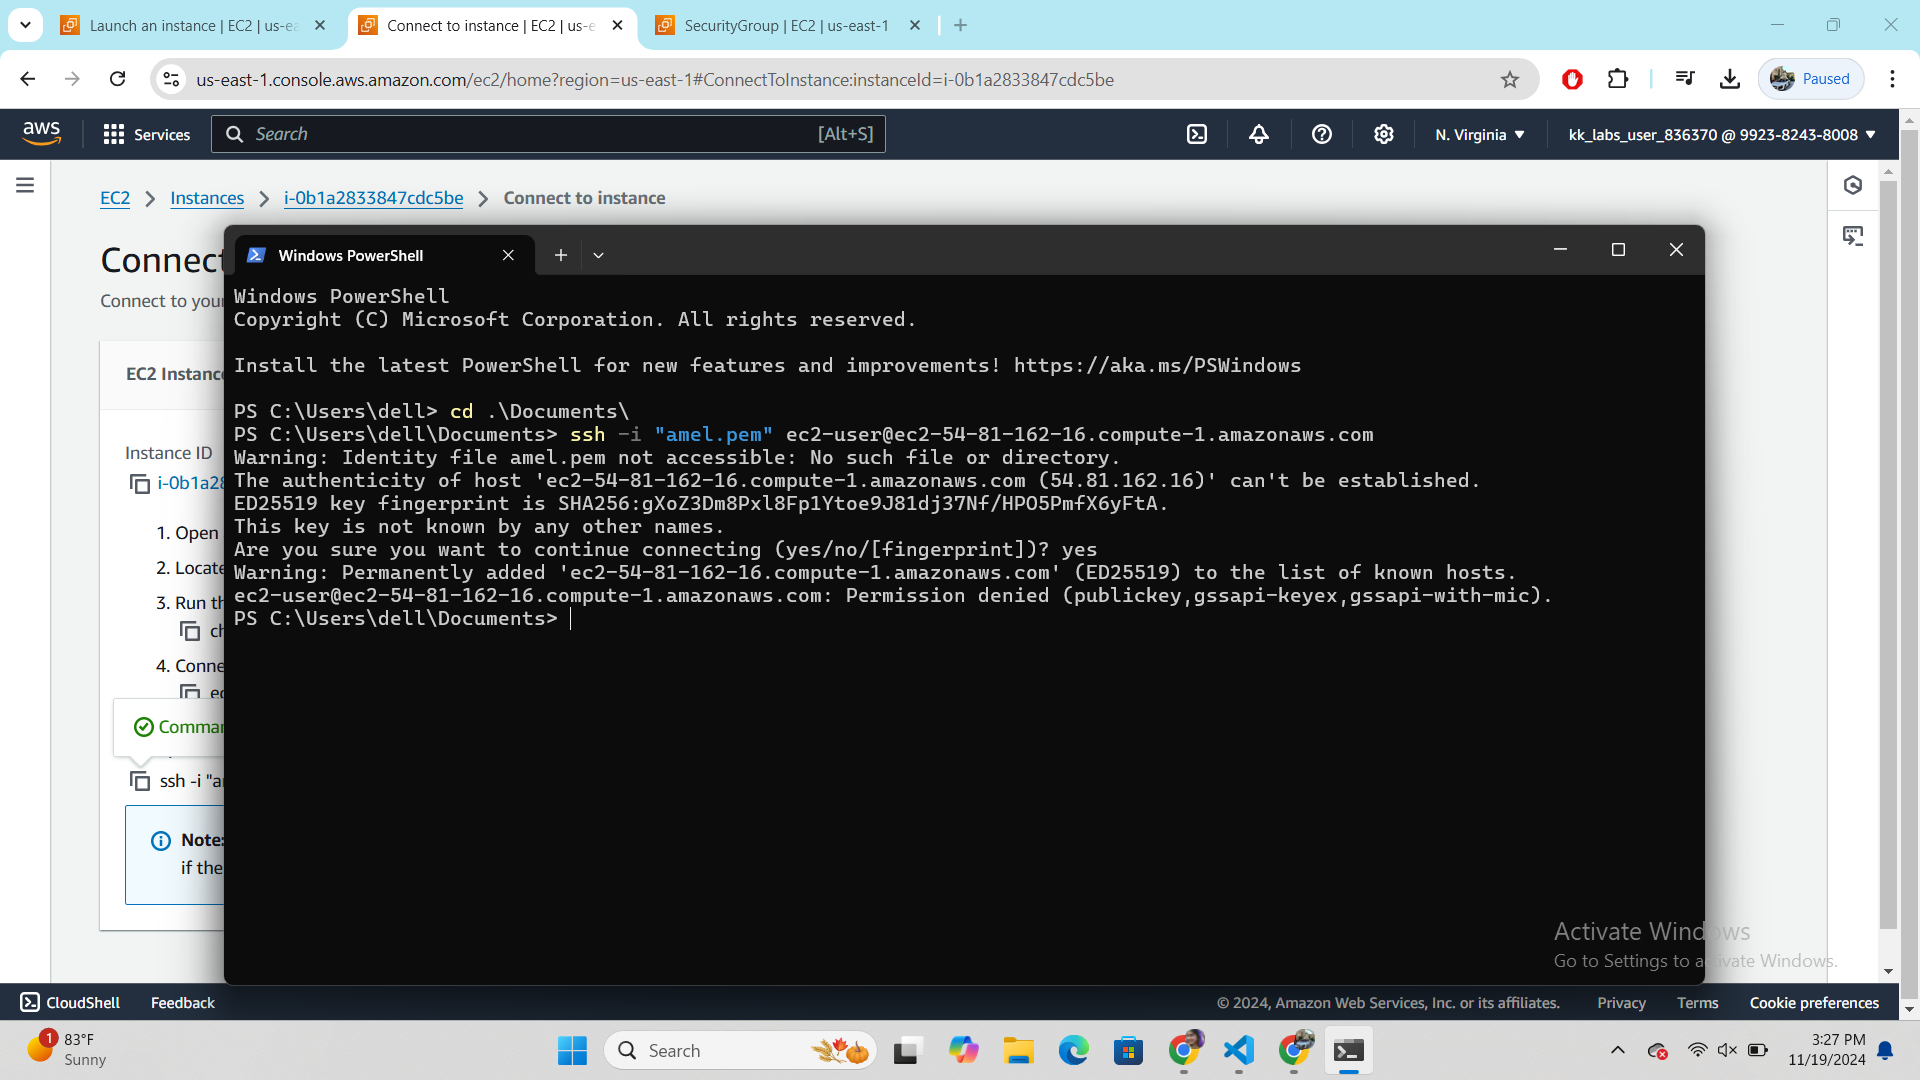 Launch an instance | EC2 | us-ea
Connect to instance | EC2 | us-e
SecurityGroup | EC2 | us-east-1
us-east-1.console.aws.amazon.com/ec2/home?region=us-east-1#ConnectToInstance:instanceId=i-0b1a2833847cdc5be
Paused
aws
Services
Search
[Alt+S]
N. Virginia
kk_labs_user_836370 @ 9923-8243-8008
EC2
Instances
i-0b1a2833847cdc5be
Connect to instance
Connect
Connect to your
EC2 Instanc
Instance ID
i-0b1a28
1. Open
2. Locate
3. Run th
ch
4. Conne
ec
Comman
ssh -i "a
Note:
if the
Windows PowerShell
Windows PowerShell
Copyright (C) Microsoft Corporation. All rights reserved.
Install the latest PowerShell for new features and improvements! https://aka.ms/PSWindows
PS C:\Users\dell> cd .\Documents\
PS C:\Users\dell\Documents> ssh -i "amel.pem" ec2-user@ec2-54-81-162-16.compute-1.amazonaws.com
Warning: Identity file amel.pem not accessible: No such file or directory.
The authenticity of host 'ec2-54-81-162-16.compute-1.amazonaws.com (54.81.162.16)' can't be established.
ED25519 key fingerprint is SHA256:gXoZ3Dm8Pxl8Fp1Ytoe9J81dj37Nf/HPO5PmfX6yFtA.
This key is not known by any other names.
Are you sure you want to continue connecting (yes/no/[fingerprint])? yes
Warning: Permanently added 'ec2-54-81-162-16.compute-1.amazonaws.com' (ED25519) to the list of known hosts.
ec2-user@ec2-54-81-162-16.compute-1.amazonaws.com: Permission denied (publickey,gssapi-keyex,gssapi-with-mic).
PS C:\Users\dell\Documents>
Activate Windows
Go to Settings to activate Windows.
CloudShell
Feedback
© 2024, Amazon Web Services, Inc. or its affiliates.
Privacy
Terms
Cookie preferences
1
83°F
Sunny
Search
3:27 PM
11/19/2024